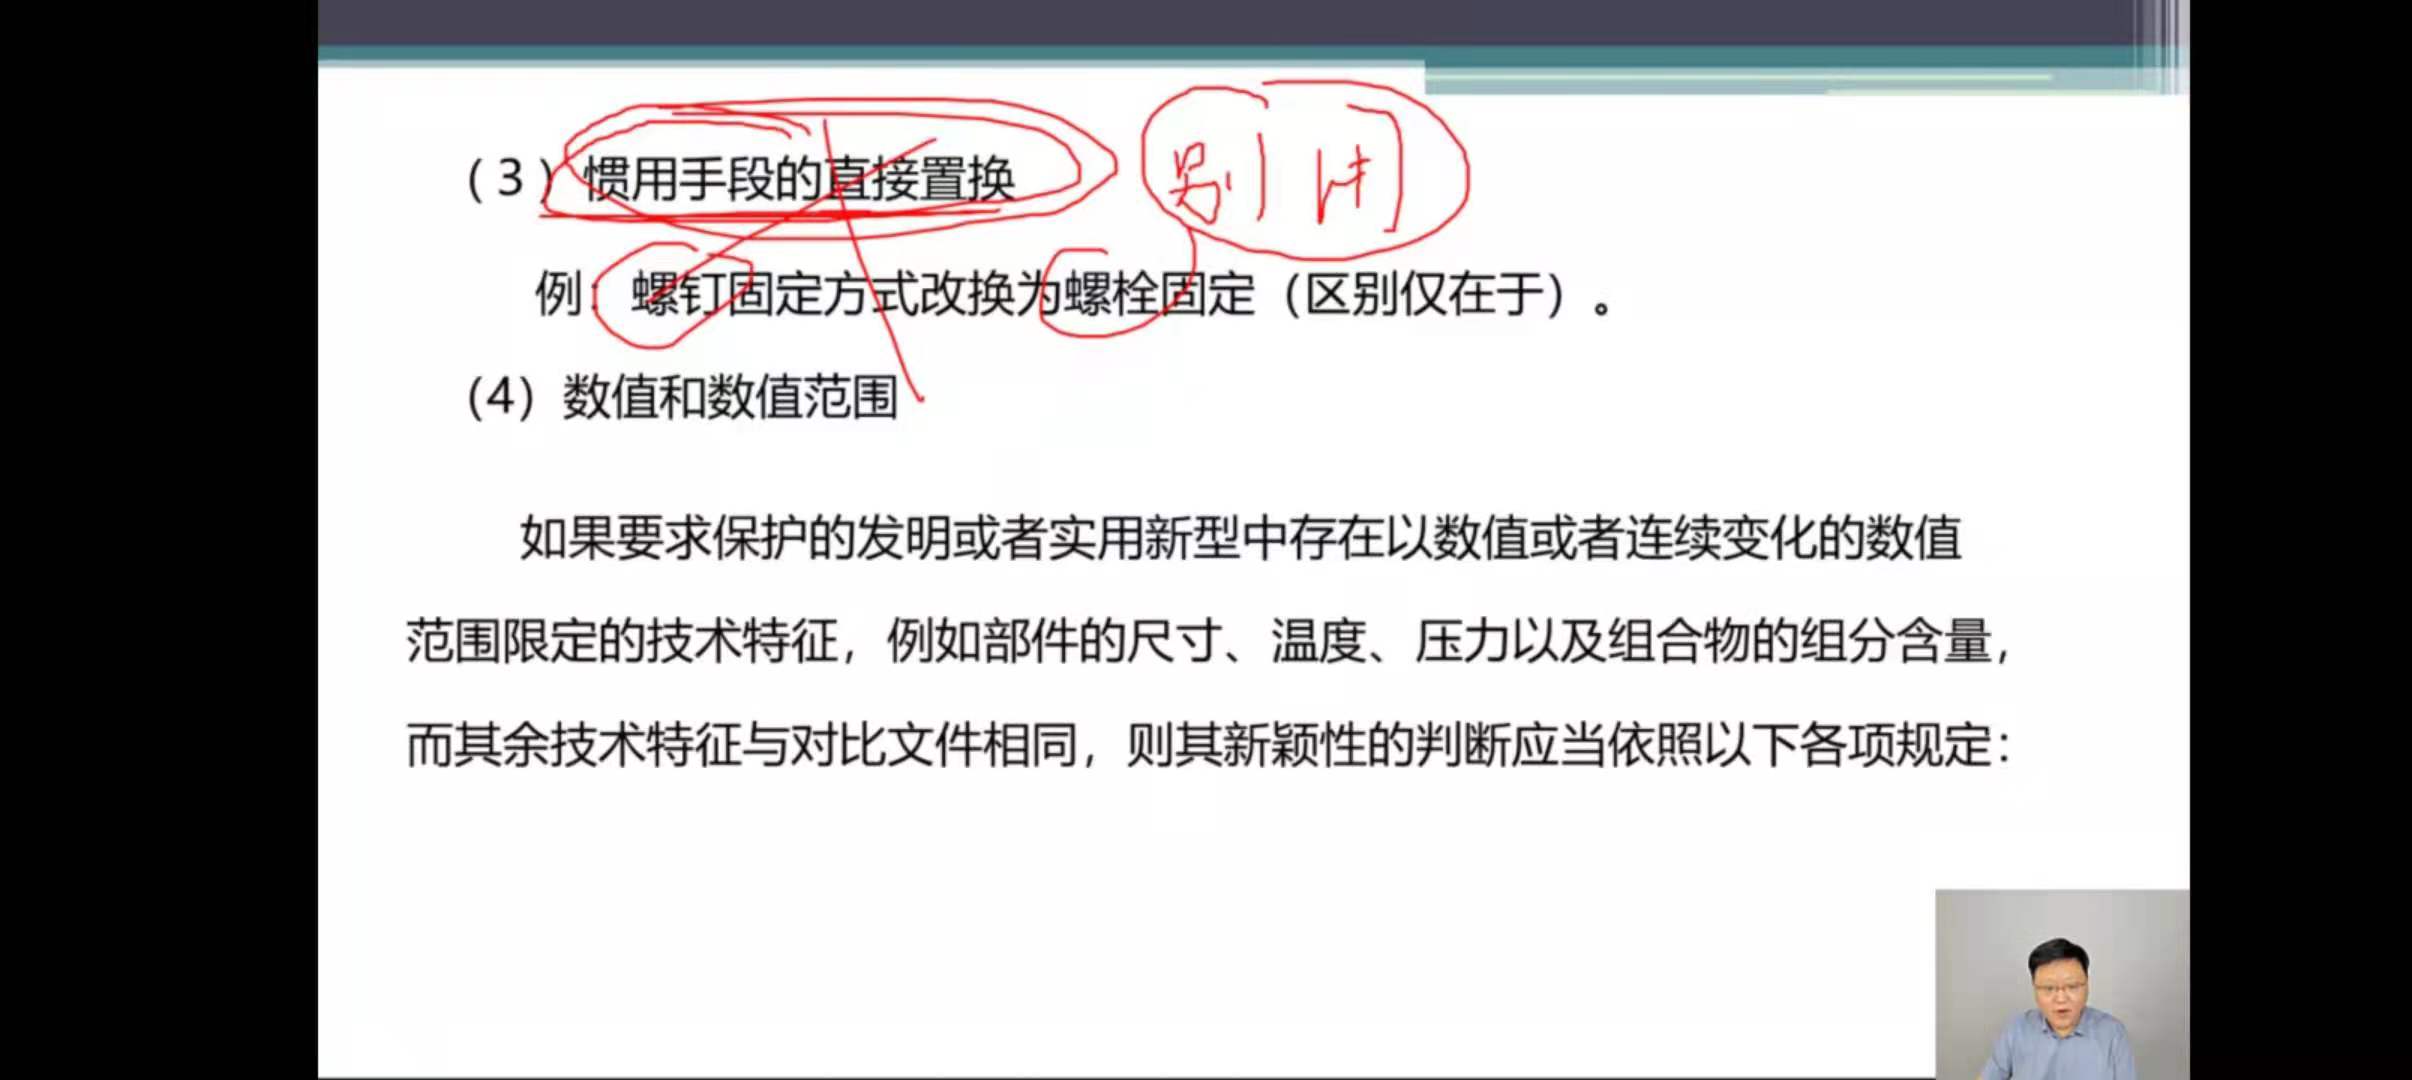 （3）惯用手段的直接置换 别用
例：螺钉固定方式改换为螺栓固定（区别仅在于）。
（4）数值和数值范围
如果要求保护的发明或者实用新型中存在以数值或者连续变化的数值
范围限定的技术特征，例如部件的尺寸、温度、压力以及组合物的组分含量，
而其余技术特征与对比文件相同，则其新颖性的判断应当依照以下各项规定：